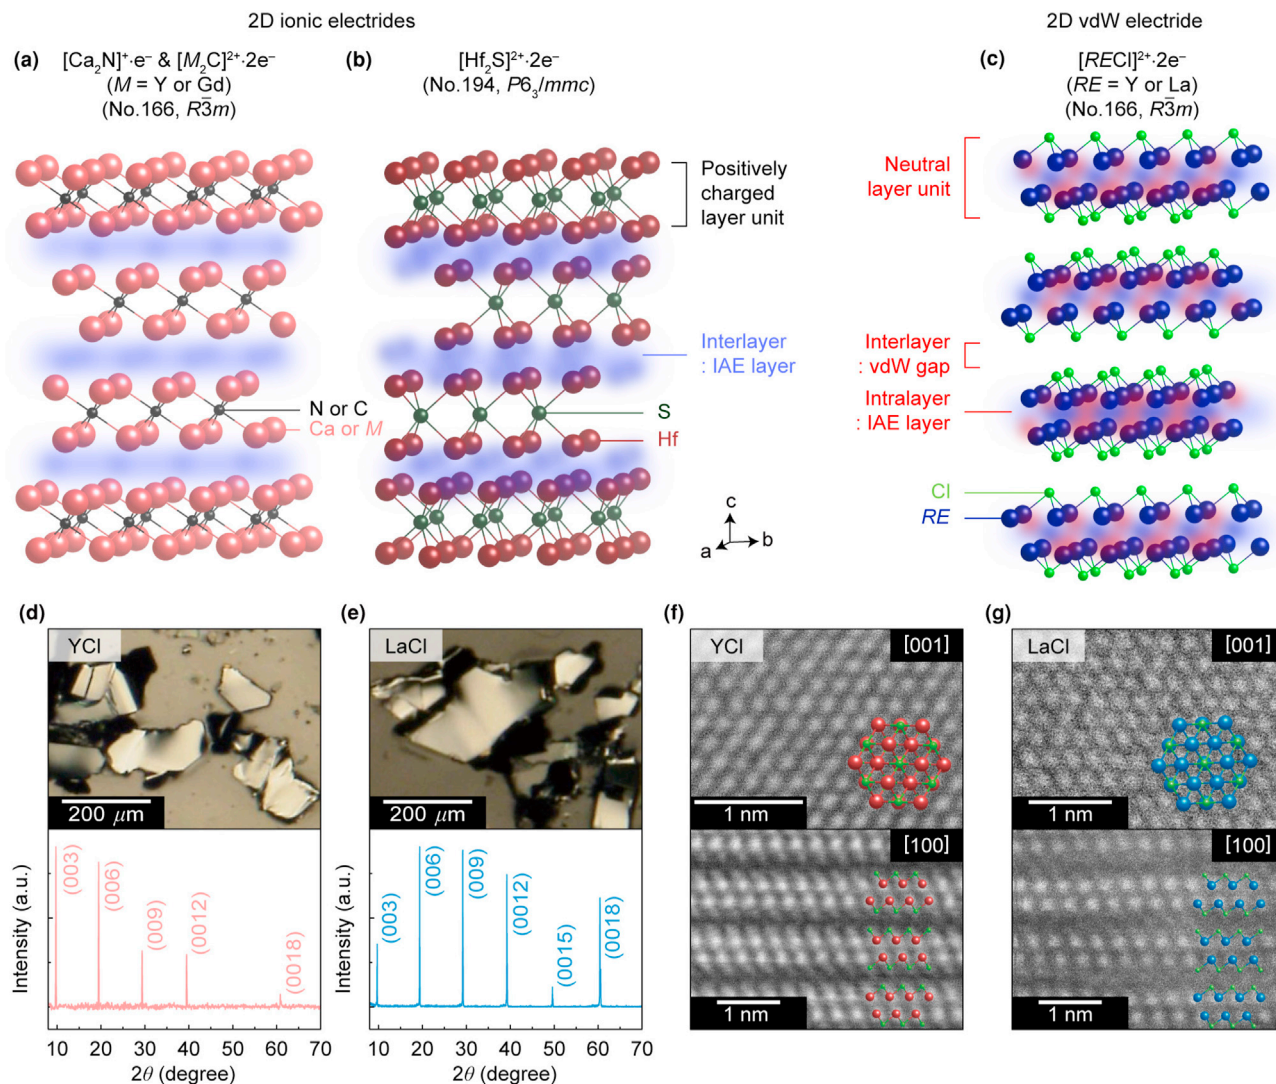 2D ionic electrides
2D vdW electride
(a)
[Ca₂N]⁺·e⁻ & [M₂C]²⁺·2e⁻
(M = Y or Gd)
(No.166, R3̅m)
(b)
[Hf₂S]²⁺·2e⁻
(No.194, P6₃/mmc)
(c)
[RECl]²⁺·2e⁻
(RE = Y or La)
(No.166, R3̅m)
Positively
charged
layer unit
Neutral
layer unit
Interlayer
: IAE layer
Interlayer
: vdW gap
Intralayer
: IAE layer
N or C
Ca or M
S
Hf
Cl
RE
c
a
b
(d)
YCl
200 μm
(003)
(006)
(009)
(0012)
(0018)
Intensity (a.u.)
10 20 30 40 50 60 70
2θ (degree)
(e)
LaCl
200 μm
(003)
(006)
(009)
(0012)
(0015)
(0018)
Intensity (a.u.)
10 20 30 40 50 60 70
2θ (degree)
(f)
YCl
[001]
1 nm
[100]
1 nm
(g)
LaCl
[001]
1 nm
[100]
1 nm